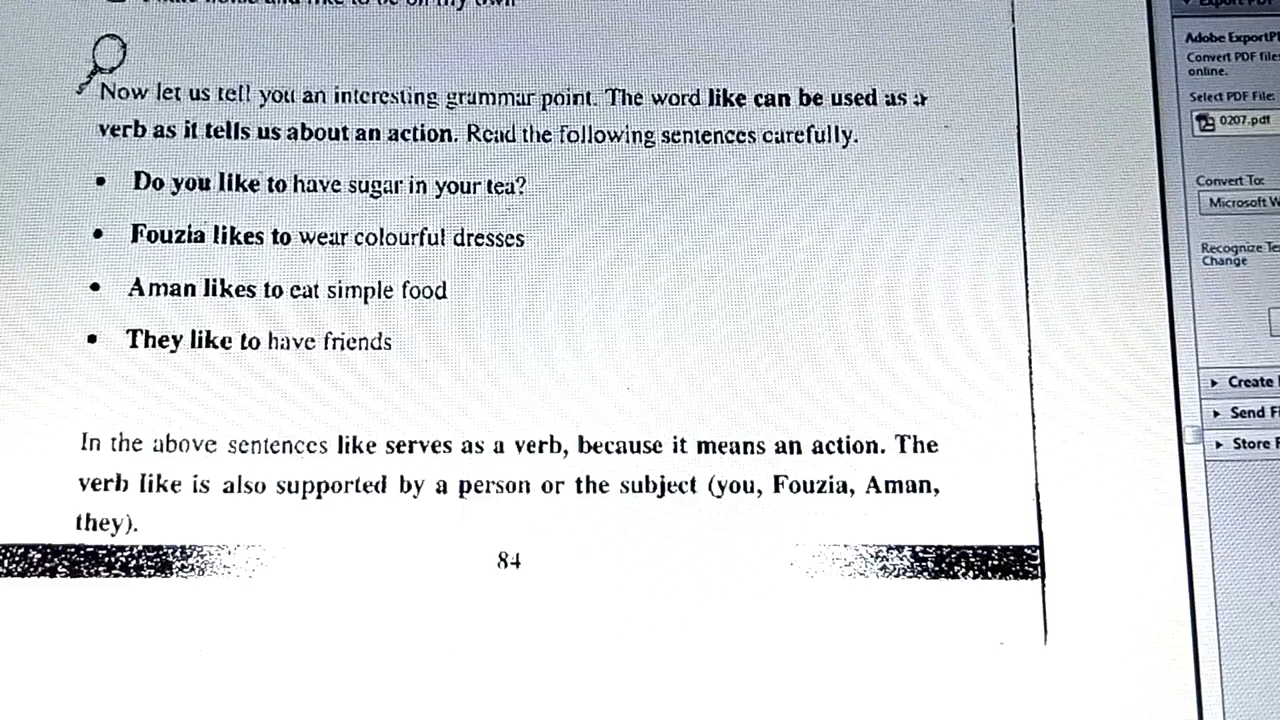 Now let us tell you an interesting grammar point. The word like can be used as a
verb as it tells us about an action. Read the following sentences carefully.
• Do you like to have sugar in your tea?
• Fouzia likes to wear colourful dresses
• Aman likes to eat simple food
• They like to have friends
In the above sentences like serves as a verb, because it means an action. The
verb like is also supported by a person or the subject (you, Fouzia, Aman,
they).
84
Adobe ExportP
Convert PDF file
online.
Select PDF File:
0207.pdf
Convert To:
Microsoft W
Recognize Te
Change
Create
Send Fi
Store